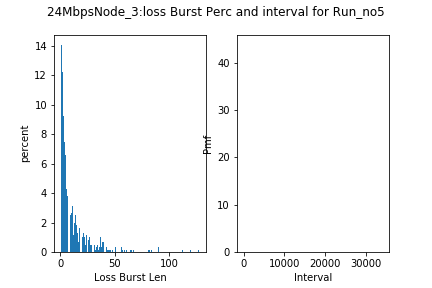 24MbpsNode_3:loss Burst Perc and interval for Run_no5
percent
14
12
10
8
6
4
2
0
0 50 100
Loss Burst Len
Pmf
40
30
20
10
0
0 10000 20000 30000
Interval